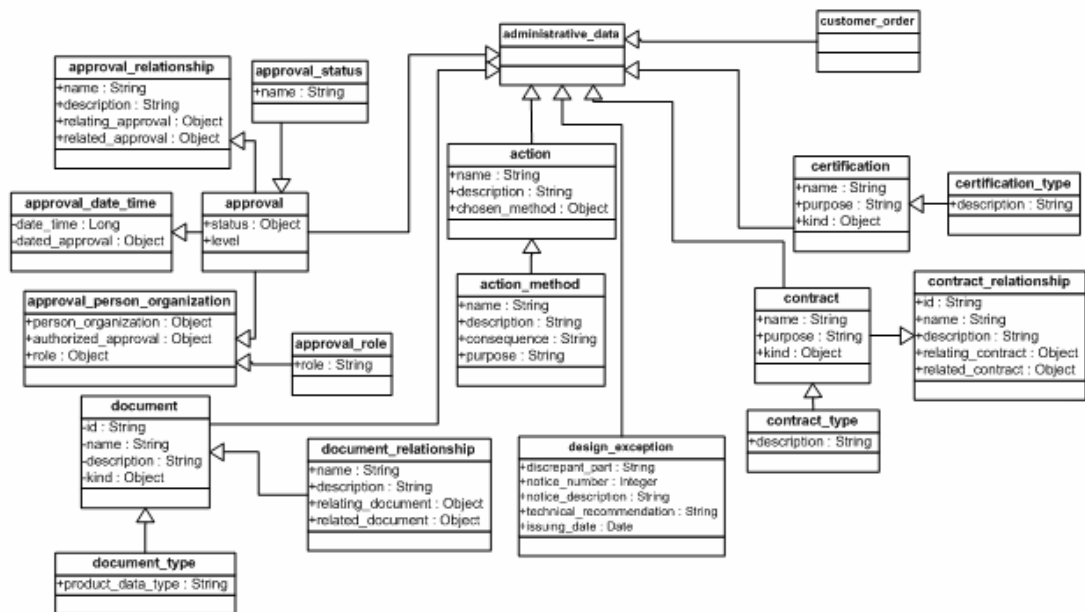 customer_order
administrative_data
approval_relationship
+name : String
+description : String
+relating_approval : Object
+related_approval : Object
approval_status
+name : String
action
+name : String
+description : String
+chosen_method : Object
certification
+name : String
+purpose : String
+kind : Object
certification_type
+description : String
approval_date_time
-date_time : Long
-dated_approval : Object
approval
+status : Object
+level
action_method
+name : String
+description : String
+consequence : String
+purpose : String
contract_relationship
+id : String
+name : String
+description : String
+relating_contract : Object
+related_contract : Object
contract
+name : String
+purpose : String
+kind : Object
approval_person_organization
+person_organization : Object
+authorized_approval : Object
+role : Object
approval_role
+role : String
document
-id : String
-name : String
-description : String
-kind : Object
contract_type
+description : String
document_relationship
+name : String
+description : String
+relating_document : Object
+related_document : Object
design_exception
+discrepant_part : String
+notice_number : Integer
+notice_description : String
+technical_recommendation : String
+issuing_date : Date
document_type
+product_data_type : String